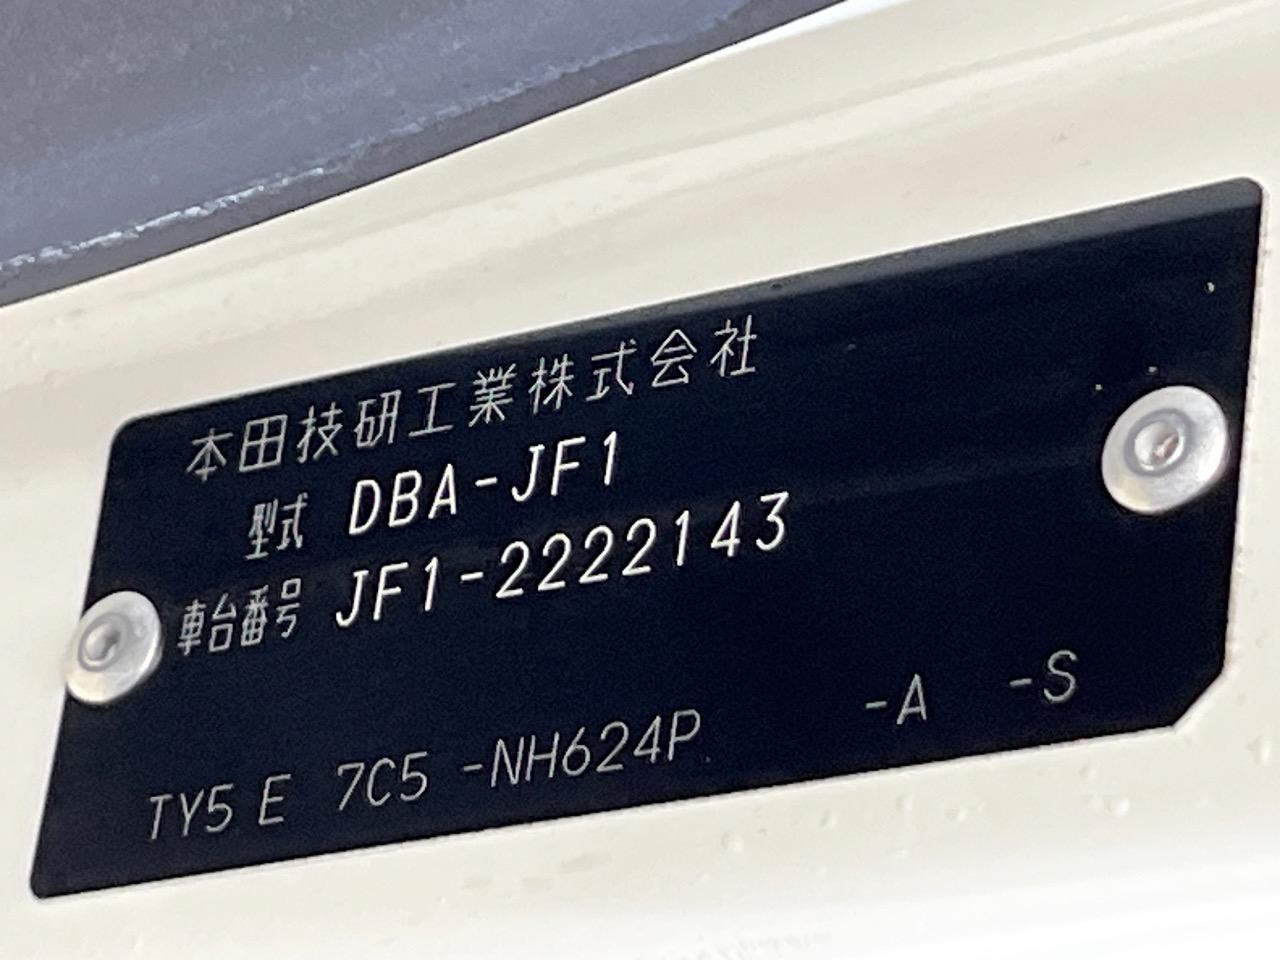 本田技研工業株式会社
型式 DBA-JF1
車台番号 JF1-2222143
TY5 E 7C5 -NH624P -A -S